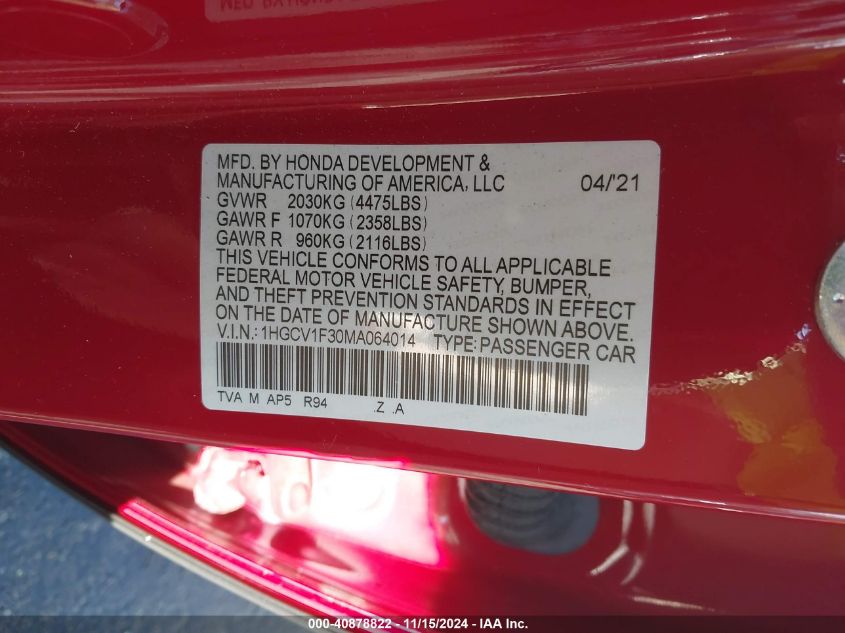 MFD. BY HONDA DEVELOPMENT &
MANUFACTURING OF AMERICA, LLC 04/'21
GVWR 2030KG (4475LBS)
GAWR F 1070KG (2358LBS)
GAWR R 960KG (2116LBS)
THIS VEHICLE CONFORMS TO ALL APPLICABLE
FEDERAL MOTOR VEHICLE SAFETY, BUMPER,
AND THEFT PREVENTION STANDARDS IN EFFECT
ON THE DATE OF MANUFACTURE SHOWN ABOVE.
V.I.N.: 1HGCV1F30MA064014 TYPE: PASSENGER CAR
TVA M AP5 R94 .Z .A
000-40878822 - 11/15/2024 - IAA Inc.